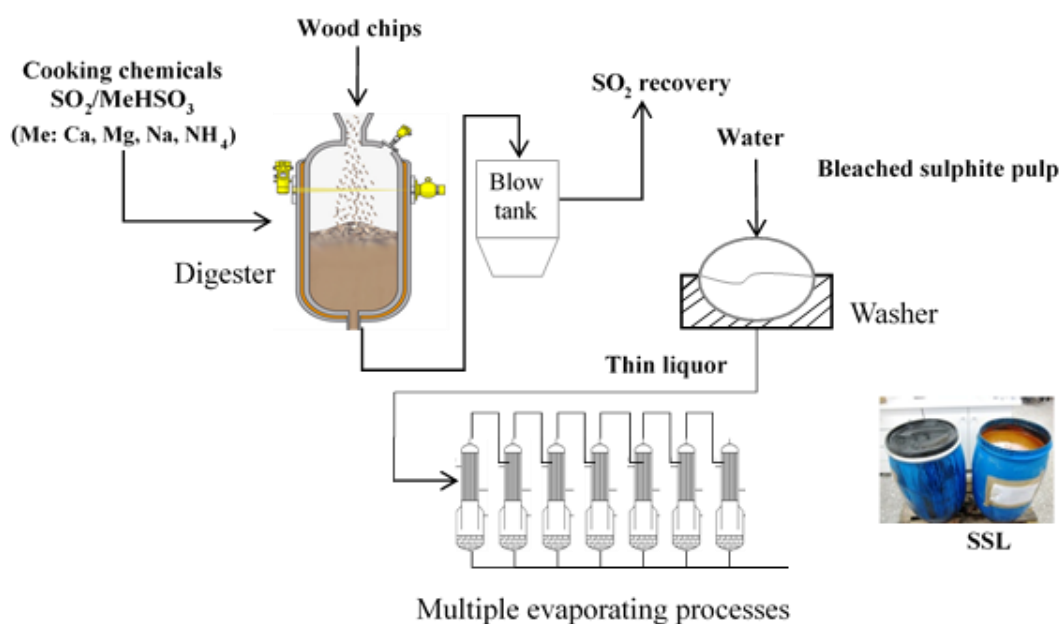 Wood chips
Cooking chemicals
SO₂/MeHSO₃
(Me: Ca, Mg, Na, NH₄)
SO₂ recovery
Water
Bleached sulphite pulp
Blow
tank
Digester
Washer
Thin liquor
SSL
Multiple evaporating processes